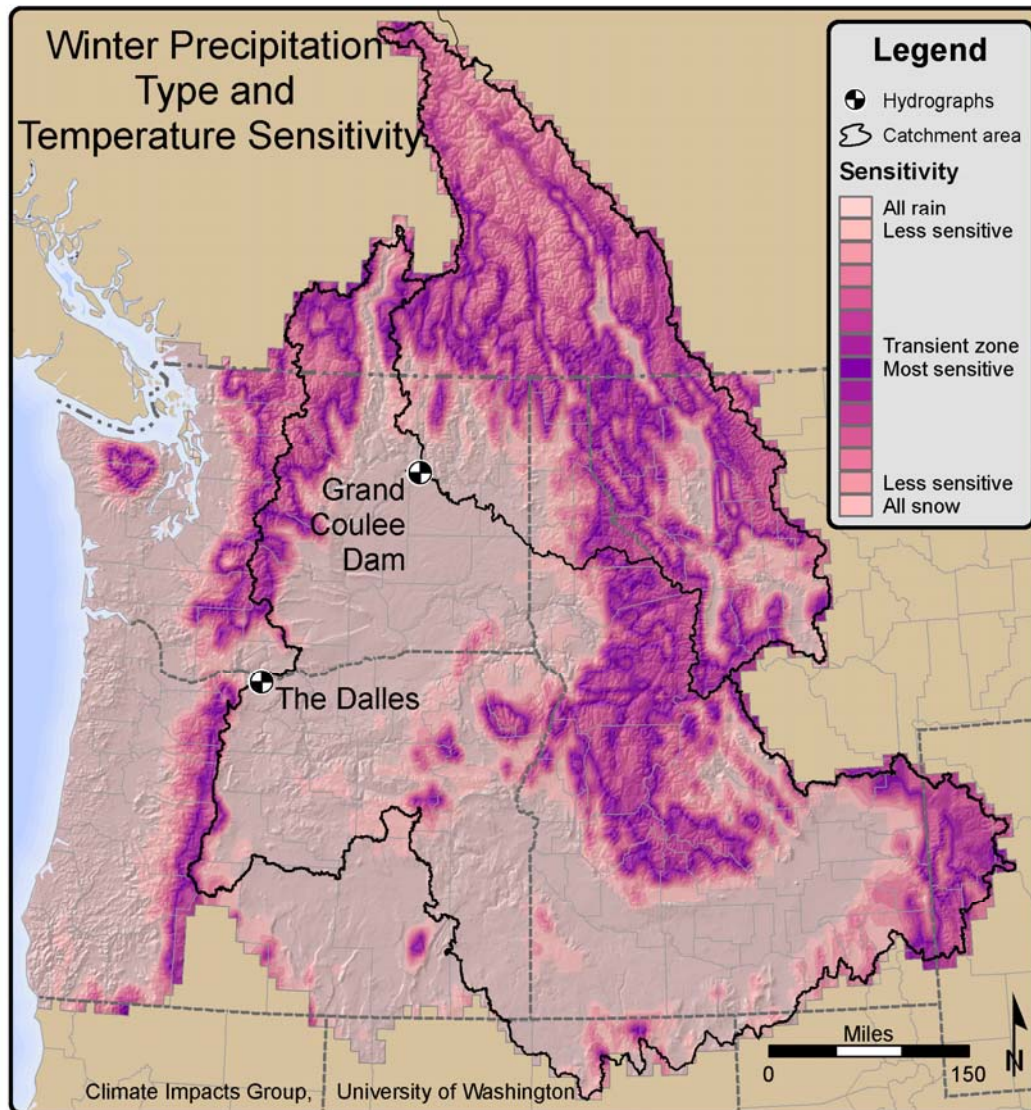 Winter Precipitation
Type and
Temperature Sensitivity
Legend
Hydrographs
Catchment area
Sensitivity
All rain
Less sensitive
Transient zone
Most sensitive
Less sensitive
All snow
Grand
Coulee
Dam
The Dalles
Miles
0 150
N
Climate Impacts Group, University of Washington